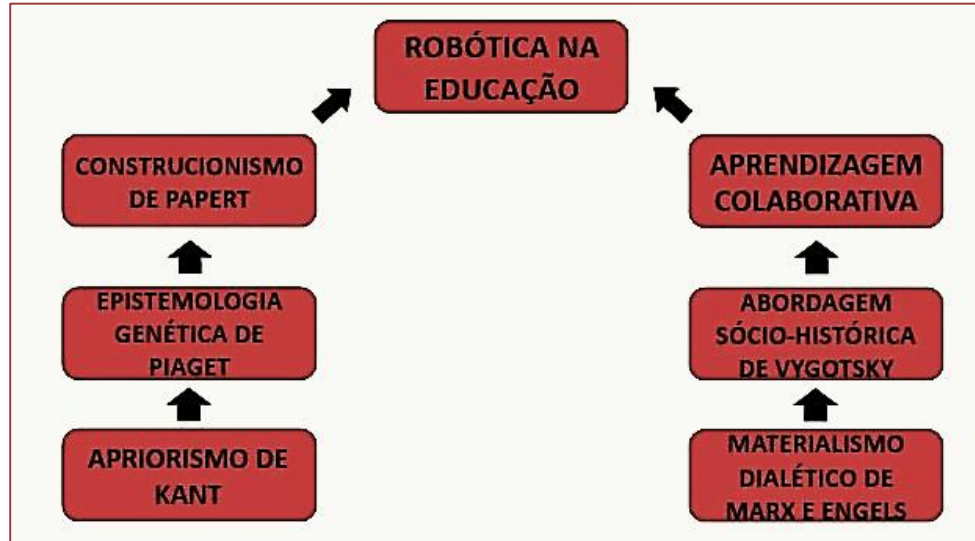 ROBÓTICA NA
EDUCAÇÃO
CONSTRUCIONISMO
DE PAPERT
APRENDIZAGEM
COLABORATIVA
EPISTEMOLOGIA
GENÉTICA DE
PIAGET
ABORDAGEM
SÓCIO-HISTÓRICA
DE VYGOTSKY
APRIORISMO DE
KANT
MATERIALISMO
DIALÉTICO DE
MARX E ENGELS